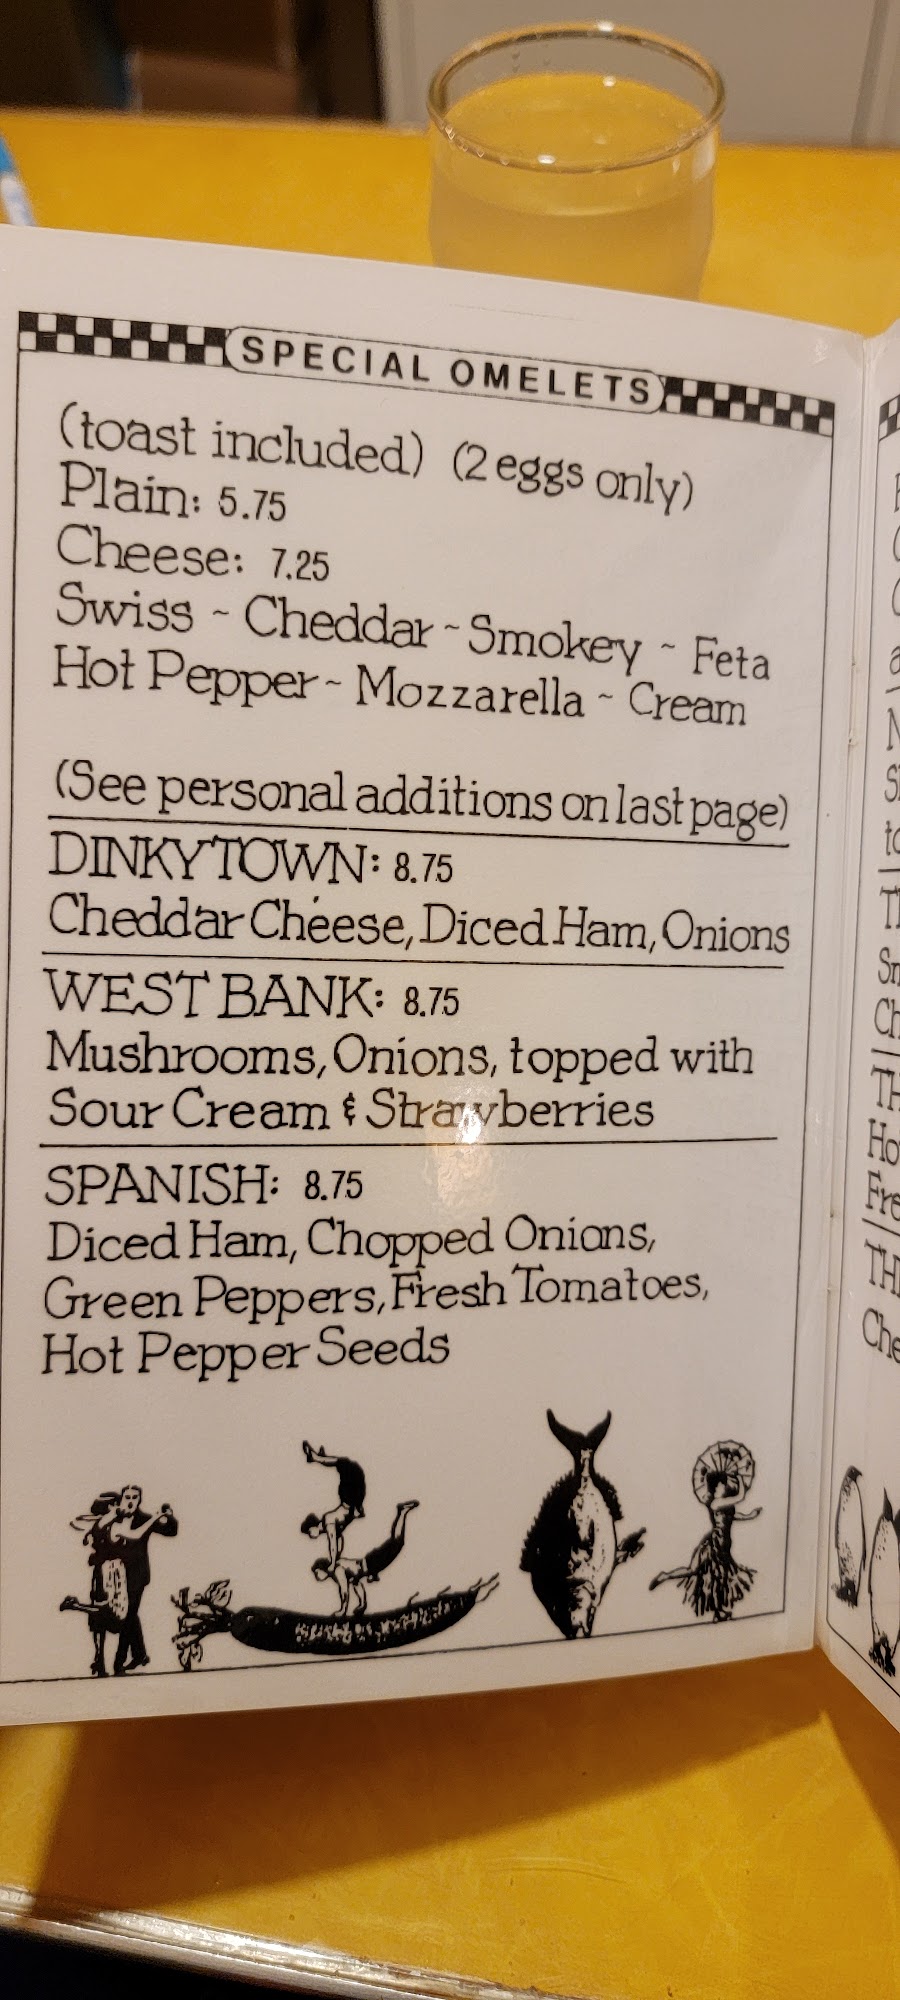 SPECIAL OMELETS
(toast included) (2 eggs only)
Plain: 5.75
Cheese: 7.25
Swiss ~ Cheddar ~ Smokey ~ Feta
Hot Pepper ~ Mozzarella ~ Cream
(See personal additions on last page)
DINKYTOWN: 8.75
Cheddar Cheese, Diced Ham, Onions
WEST BANK: 8.75
Mushrooms, Onions, topped with
Sour Cream & Strawberries
SPANISH: 8.75
Diced Ham, Chopped Onions,
Green Peppers, Fresh Tomatoes,
Hot Pepper Seeds